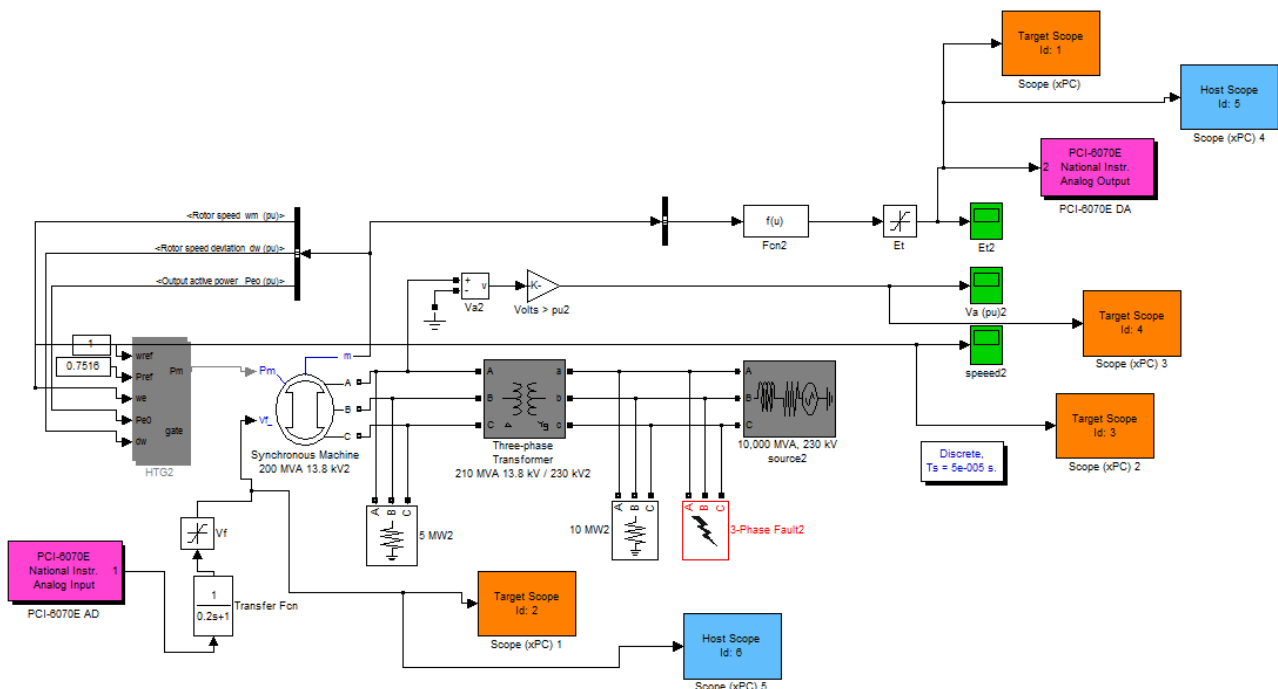 Target Scope
Id: 1
Scope (xPC)
Host Scope
Id: 5
Scope (xPC) 4
PCI-6070E
2 National Instr.
Analog Output
PCI-6070E DA
<Rotor speed wm (pu)>
<Rotor speed deviation dw (pu)>
<Output active power Peo (pu)>
f(u)
Fcn2
Et
Et2
+
-
v
Va2
K-
Volts > pu2
Va (pu)2
Target Scope
Id: 4
Scope (xPC) 3
speeed2
1
0.7516
wref
Pref
we
Pe0
dw
Pm
gate
HTG2
Pm
Vf_
m
A
B
C
Synchronous Machine
200 MVA 13.8 kV2
A
B
C
a
b
c
Δ
Yg
Three-phase
Transformer
210 MVA 13.8 kV / 230 kV2
A
B
C
10,000 MVA, 230 kV
source2
Target Scope
Id: 3
Scope (xPC) 2
Discrete,
Ts = 5e-005 s.
A B C
5 MW2
A B C
10 MW2
A B C
3-Phase Fault2
Vf
PCI-6070E
National Instr. 1
Analog Input
PCI-6070E AD
1
0.2s+1
Transfer Fcn
Target Scope
Id: 2
Scope (xPC) 1
Host Scope
Id: 6
Scope (xPC) 5